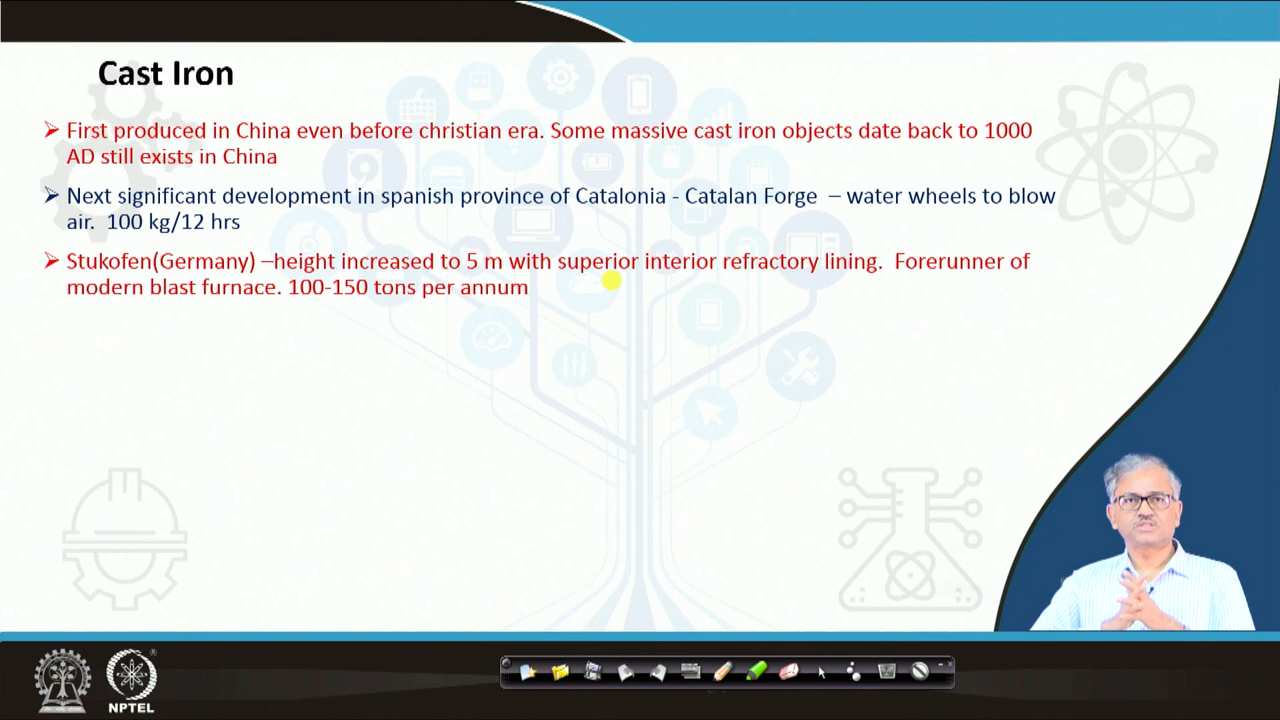 Cast Iron
First produced in China even before christian era. Some massive cast iron objects date back to 1000
AD still exists in China
Next significant development in spanish province of Catalonia - Catalan Forge – water wheels to blow
air. 100 kg/12 hrs
Stukofen(Germany) –height increased to 5 m with superior interior refractory lining. Forerunner of
modern blast furnace. 100-150 tons per annum
NPTEL